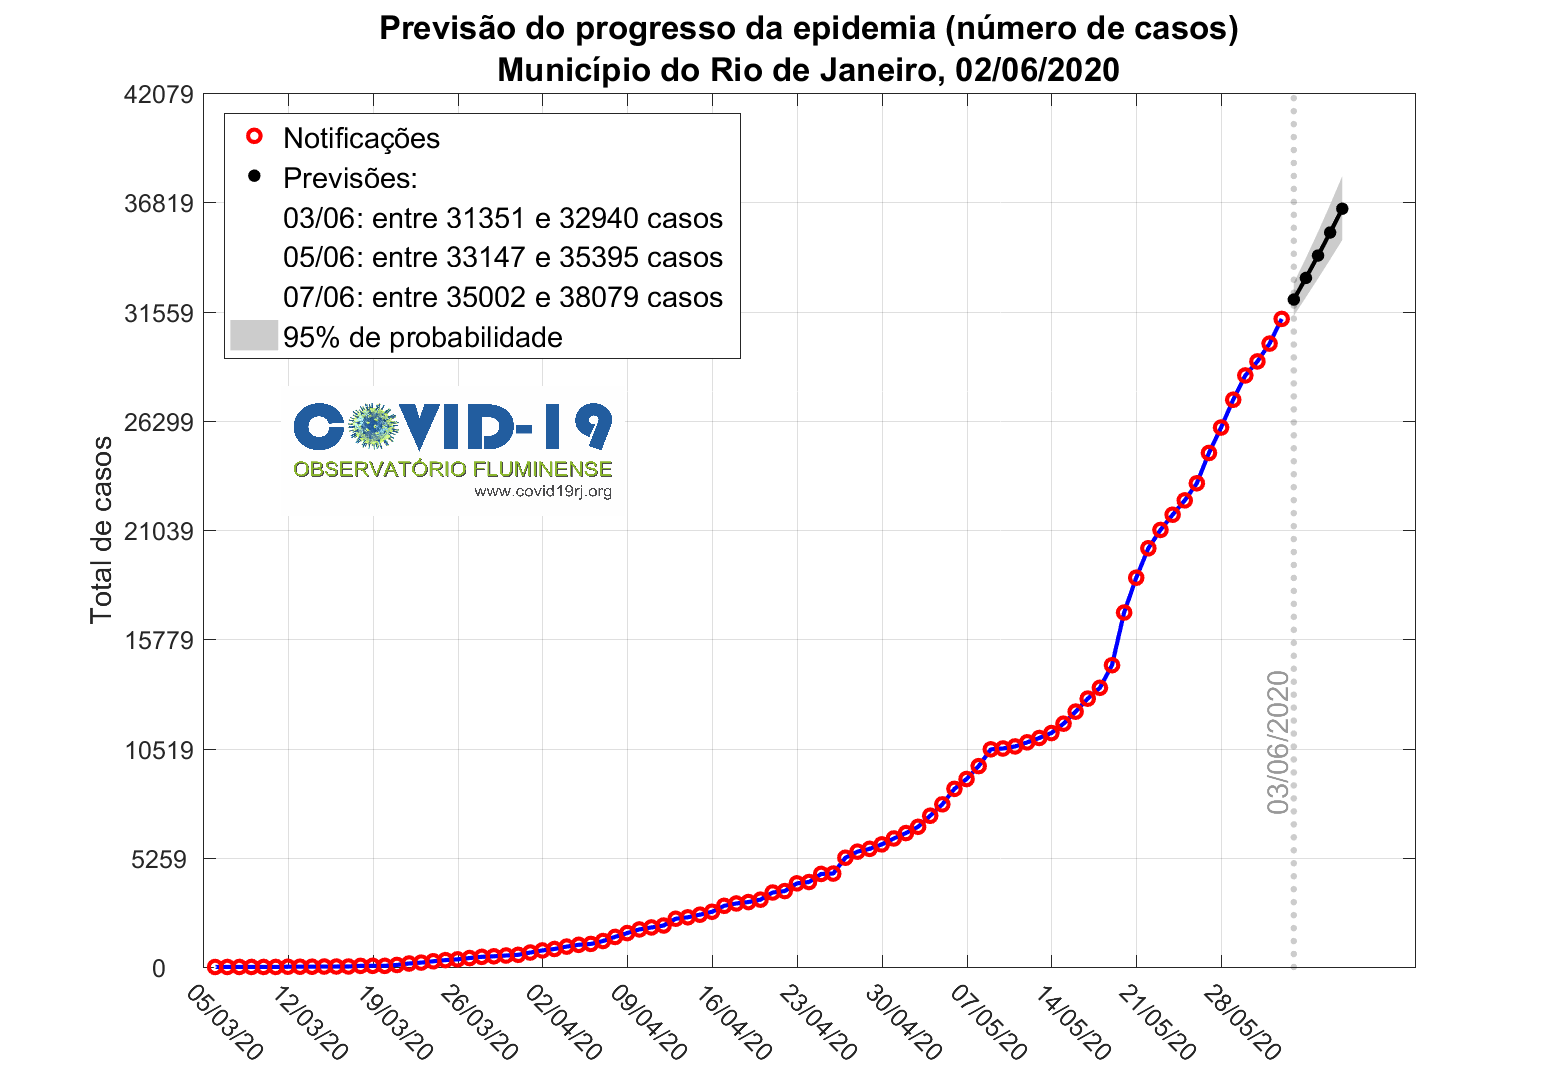 Previsão do progresso da epidemia (número de casos)
Município do Rio de Janeiro, 02/06/2020
42079
36819
31559
26299
21039
15779
10519
5259
0
Total de casos
Notificações
Previsões:
03/06: entre 31351 e 32940 casos
05/06: entre 33147 e 35395 casos
07/06: entre 35002 e 38079 casos
95% de probabilidade
COVID-19
OBSERVATÓRIO FLUMINENSE
www.covid19rj.org
03/06/2020
05/03/20
12/03/20
19/03/20
26/03/20
02/04/20
09/04/20
16/04/20
23/04/20
30/04/20
07/05/20
14/05/20
21/05/20
28/05/20